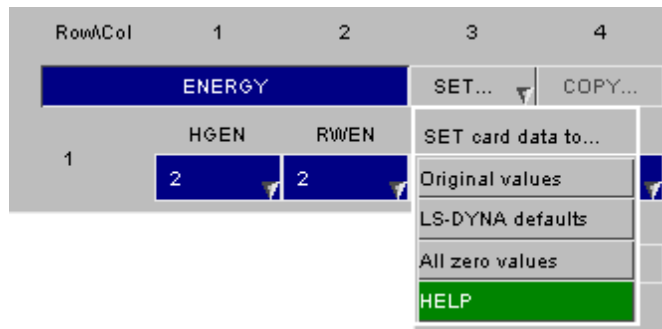 Row\Col 1 2 3 4
ENERGY SET... COPY...
HGEN RWEN SET card data to...
1
2 2 Original values
LS-DYNA defaults
All zero values
HELP